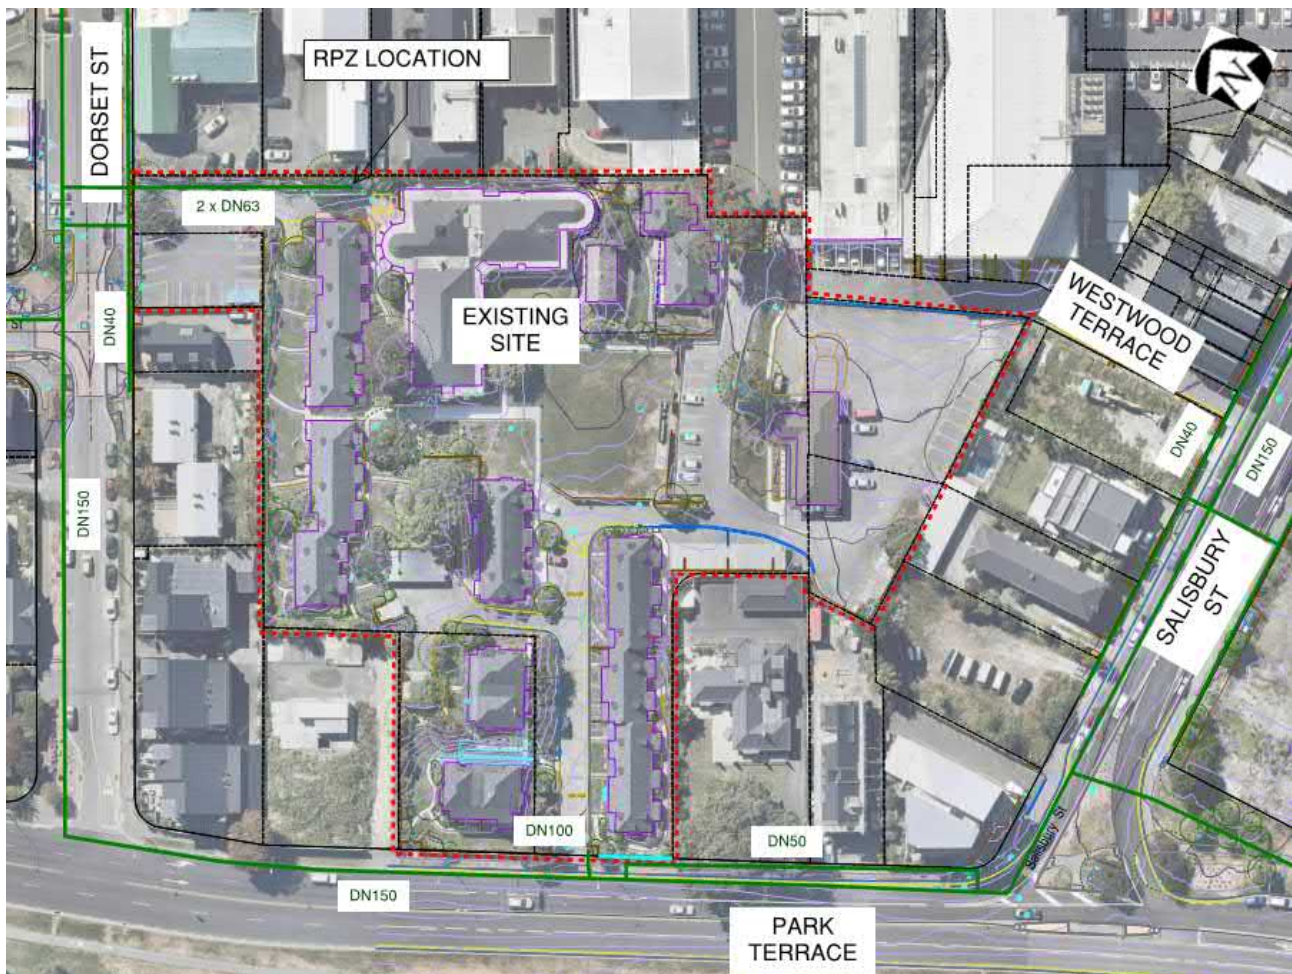 RPZ LOCATION
N
DORSET ST
2 x DN63
EXISTING
SITE
WESTWOOD
TERRACE
DN40
DN40
DN150
DN150
SALISBURY
ST
St
Salisbury St
DN100
DN50
DN150
PARK
TERRACE